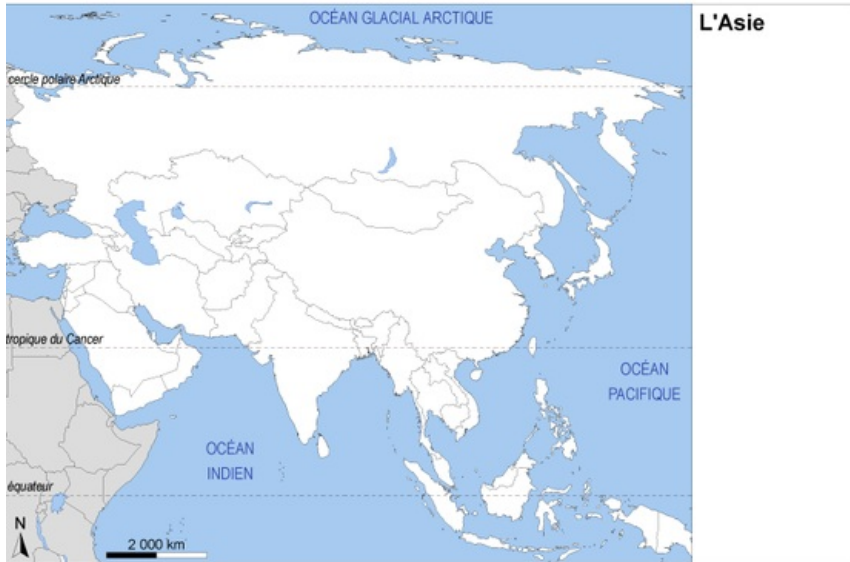 OCÉAN GLACIAL ARCTIQUE
L'Asie
cercle polaire Arctique
tropique du Cancer
OCÉAN
PACIFIQUE
OCÉAN
INDIEN
équateur
N
2 000 km